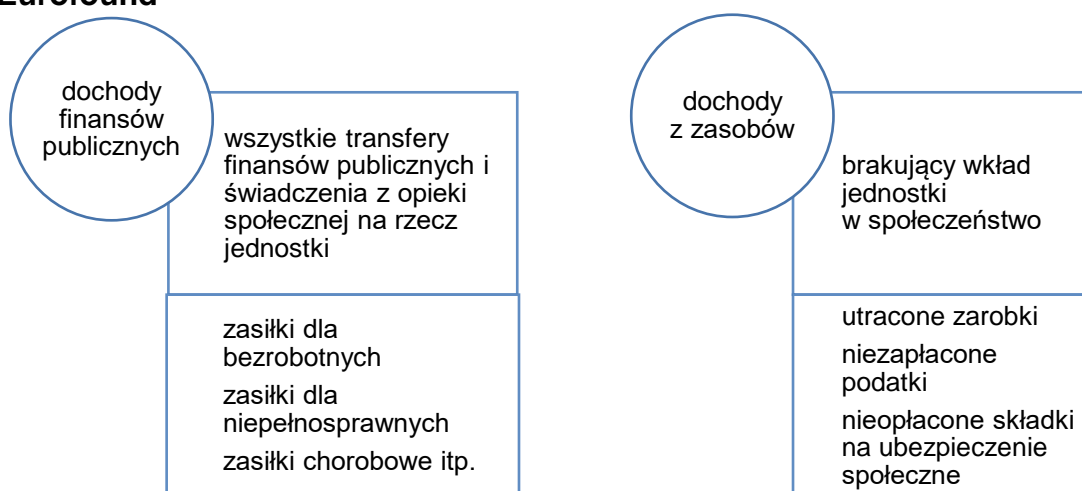 dochody
finansów
publicznych
wszystkie transfery
finansów publicznych i
świadczenia z opieki
społecznej na rzecz
jednostki
zasiłki dla
bezrobotnych
zasiłki dla
niepełnosprawnych
zasiłki chorobowe itp.
dochody
z zasobów
brakujący wkład
jednostki
w społeczeństwo
utracone zarobki
niezapłacone
podatki
nieopłacone składki
na ubezpieczenie
społeczne